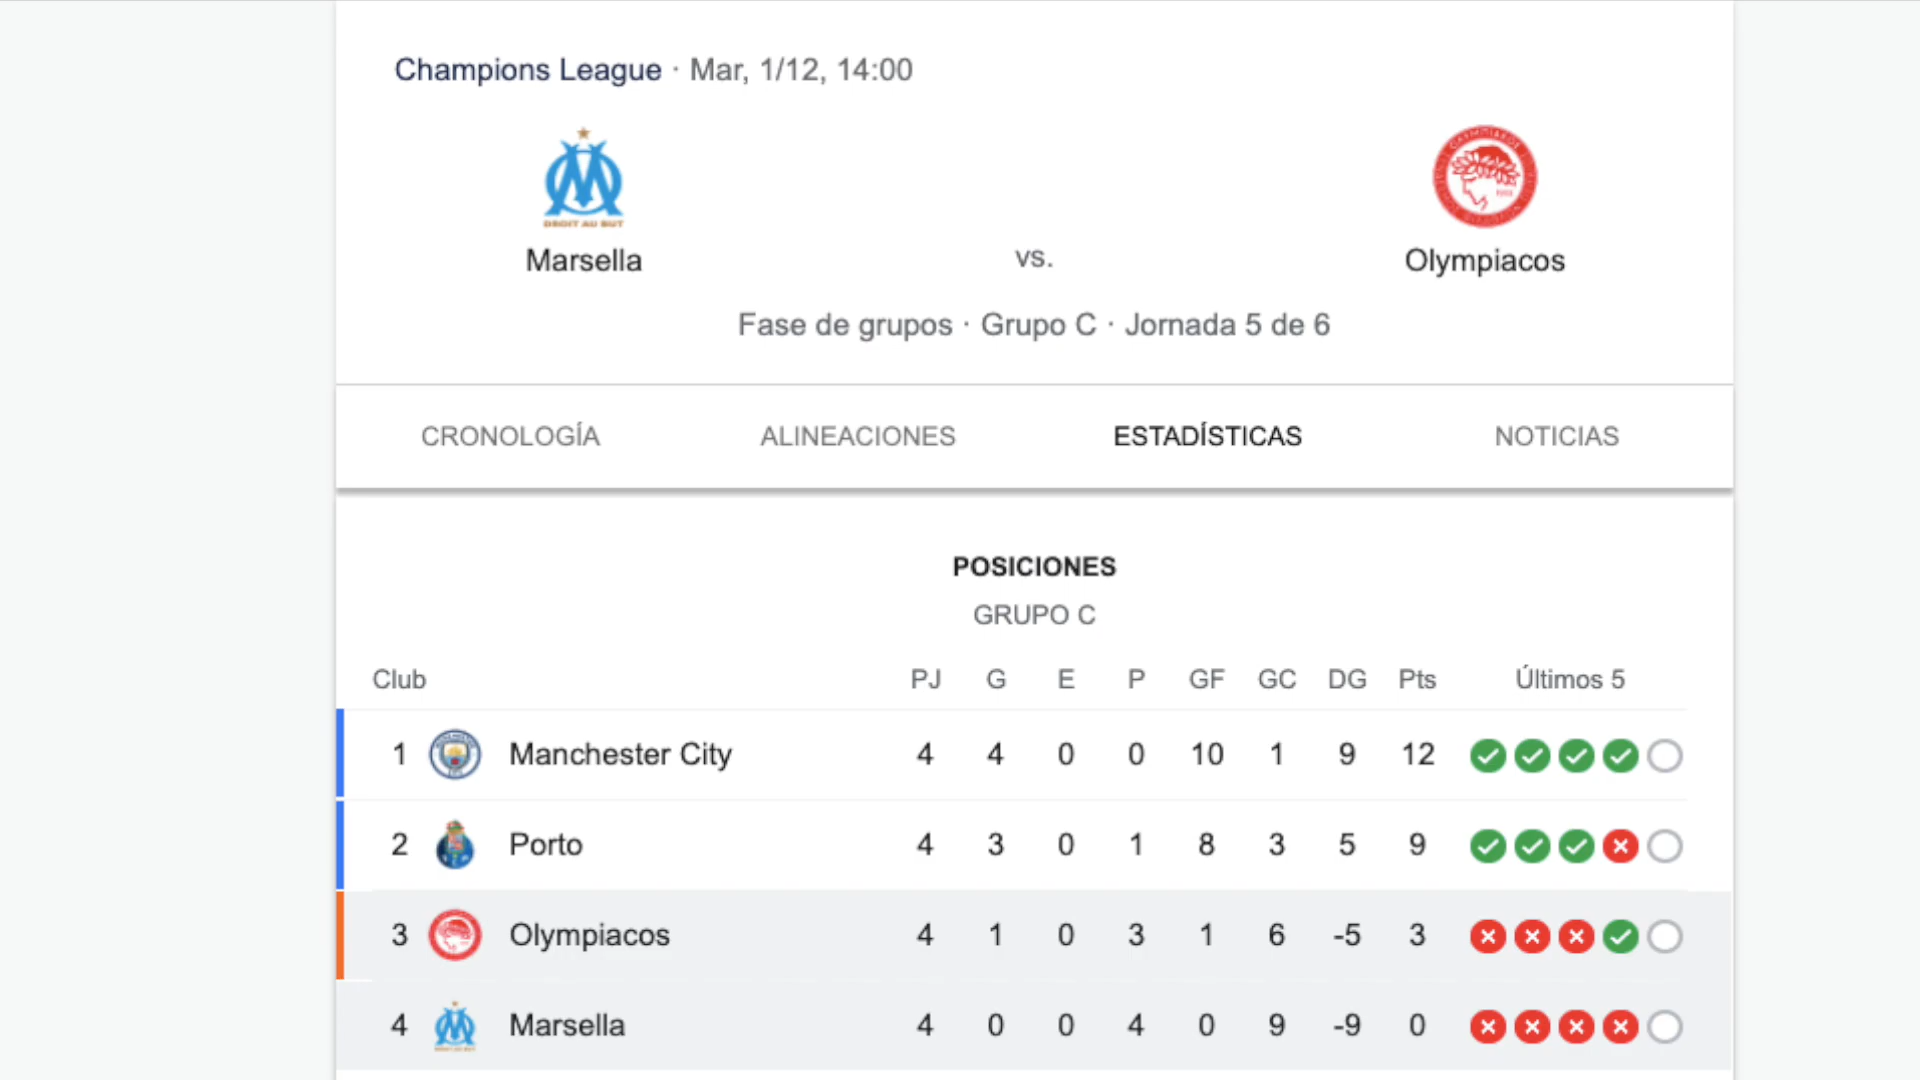 Champions League · Mar, 1/12, 14:00
DROIT AU BUT
Marsella vs. Olympiacos
Fase de grupos · Grupo C · Jornada 5 de 6
CRONOLOGÍA ALINEACIONES ESTADÍSTICAS NOTICIAS
POSICIONES
GRUPO C
Club PJ G E P GF GC DG Pts Últimos 5
1 Manchester City 4 4 0 0 10 1 9 12
2 Porto 4 3 0 1 8 3 5 9
3 Olympiacos 4 1 0 3 1 6 -5 3
4 Marsella 4 0 0 4 0 9 -9 0